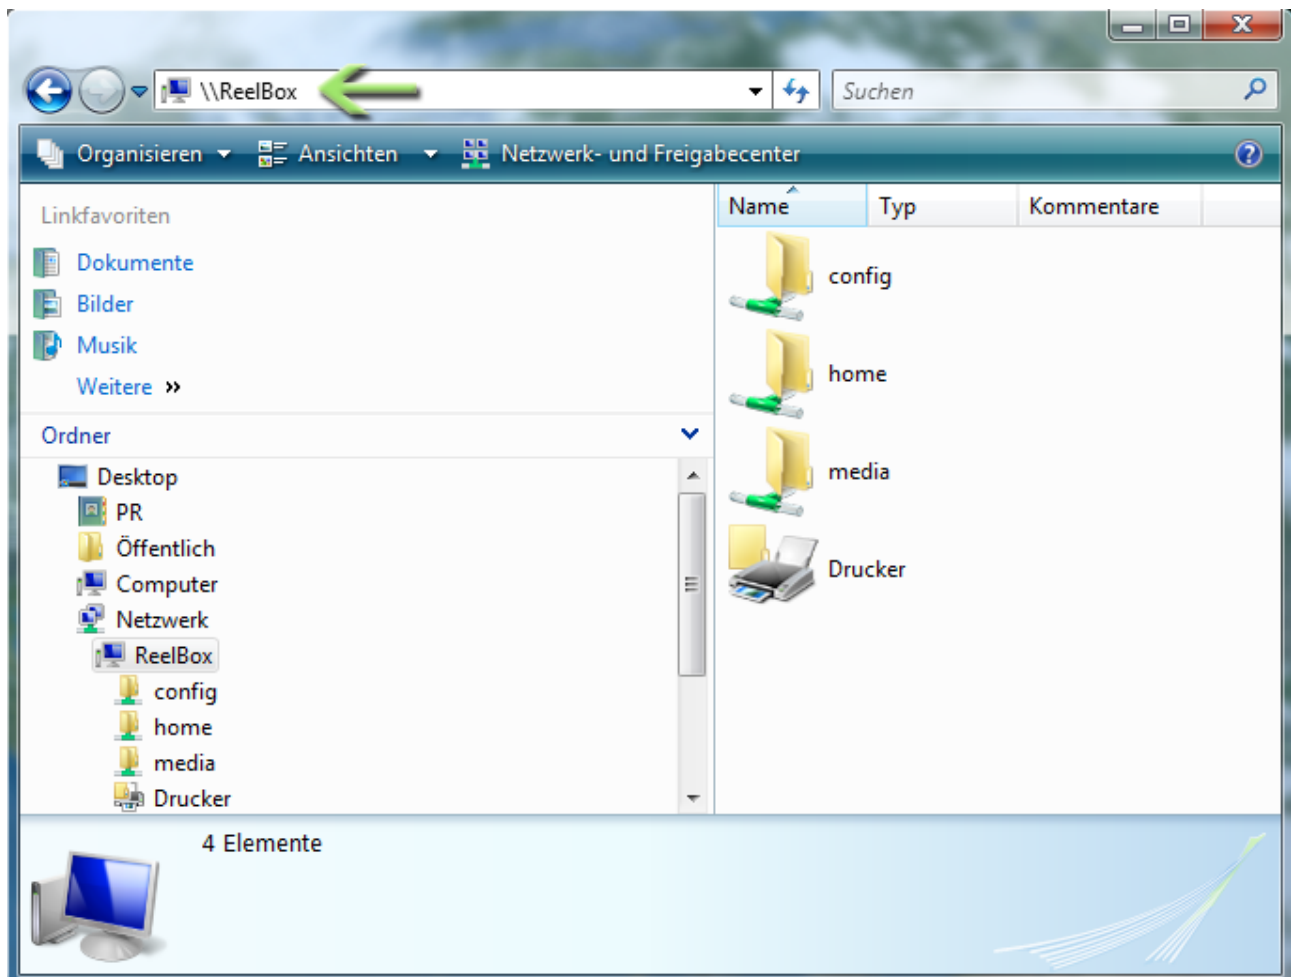 \\ReelBox
Suchen
Organisieren Ansichten Netzwerk- und Freigabecenter
Linkfavoriten
Dokumente
Bilder
Musik
Weitere »
Ordner
Desktop
PR
Öffentlich
Computer
Netzwerk
ReelBox
config
home
media
Drucker
Name Typ Kommentare
config
home
media
Drucker
4 Elemente